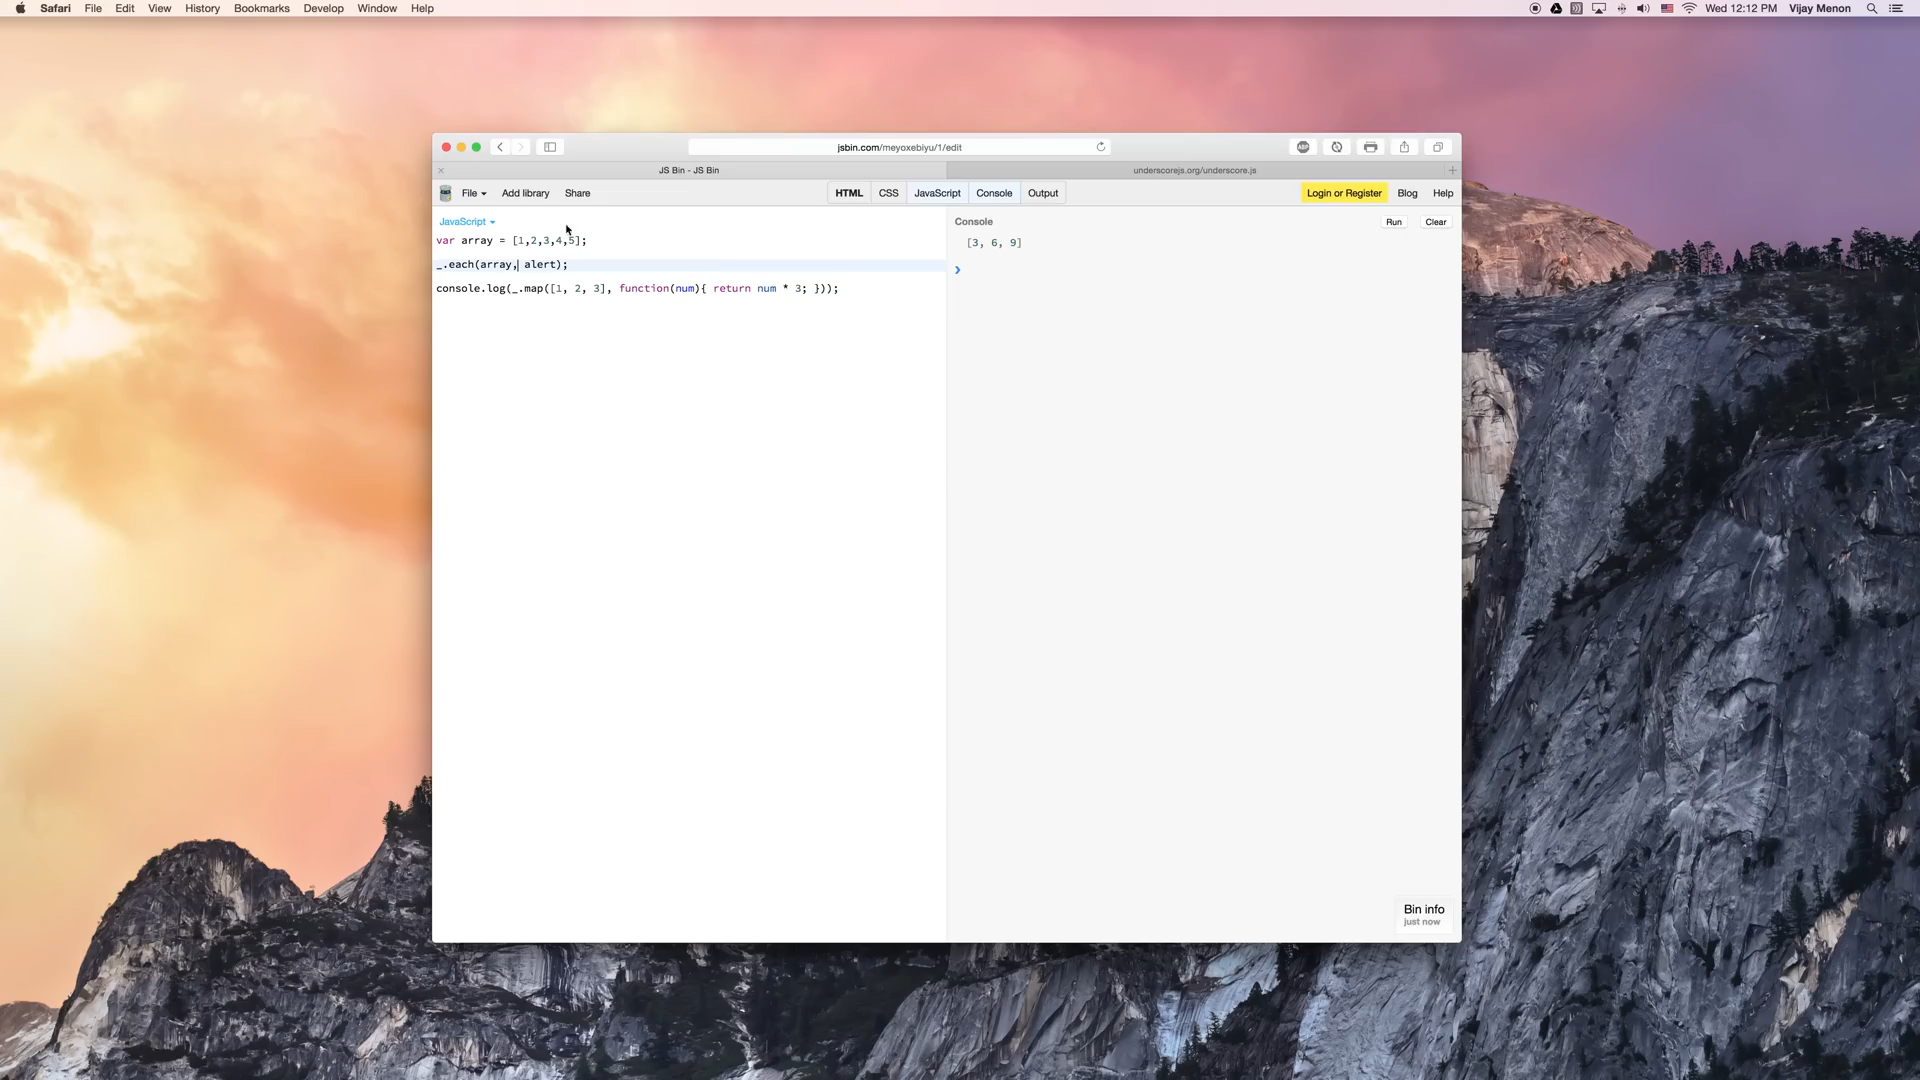 Safari File Edit View History Bookmarks Develop Window Help Wed 12:12 PM Vijay Menon
jsbin.com/meyoxebiyu/1/edit
ABP
JS Bin - JS Bin underscorejs.org/underscore.js
File Add library Share HTML CSS JavaScript Console Output Login or Register Blog Help
JavaScript Console Run Clear
var array = [1,2,3,4,5];
[3, 6, 9]
_.each(array, alert);
console.log(_.map([1, 2, 3], function(num){ return num * 3; }));
Bin info
just now